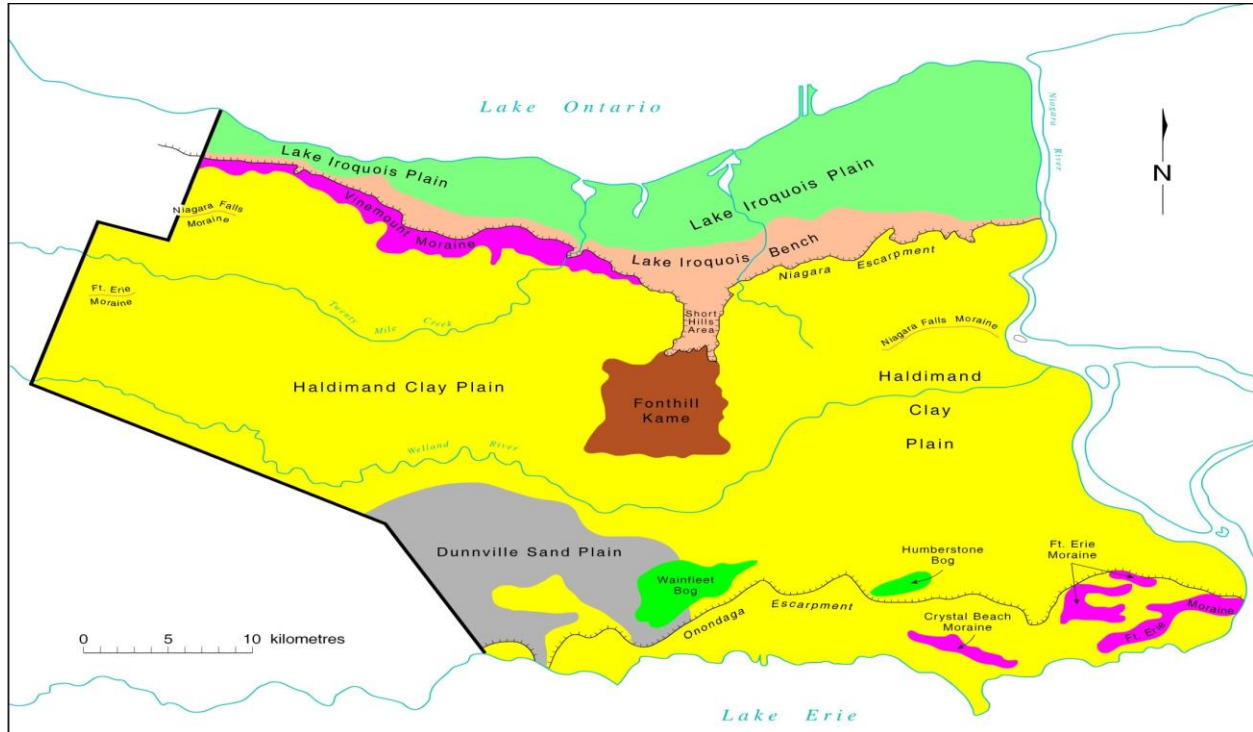 Lake Ontario
Niagara
River
N
Lake Iroquois Plain
Lake Iroquois Plain
Vinemount
Moraine
Niagara Falls
Moraine
Lake Iroquois Bench
Niagara Escarpment
Ft. Erie
Moraine
Twenty
Mile Creek
Short
Hills
Area
Niagara Falls Moraine
Haldimand Clay Plain
Haldimand
Clay
Plain
Fonthill
Kame
Welland River
Dunnville Sand Plain
Wainfleet
Bog
Humberstone
Bog
Ft. Erie
Moraine
Onondaga Escarpment
Crystal Beach
Moraine
Ft. Erie Moraine
0 5 10 kilometres
Lake Erie